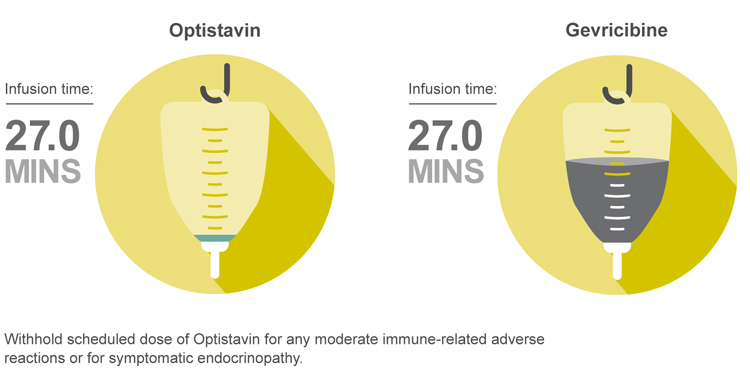 Optistavin
Gevricibine
Infusion time:
27.0
MINS
Infusion time:
27.0
MINS
Withhold scheduled dose of Optistavin for any moderate immune-related adverse
reactions or for symptomatic endocrinopathy.